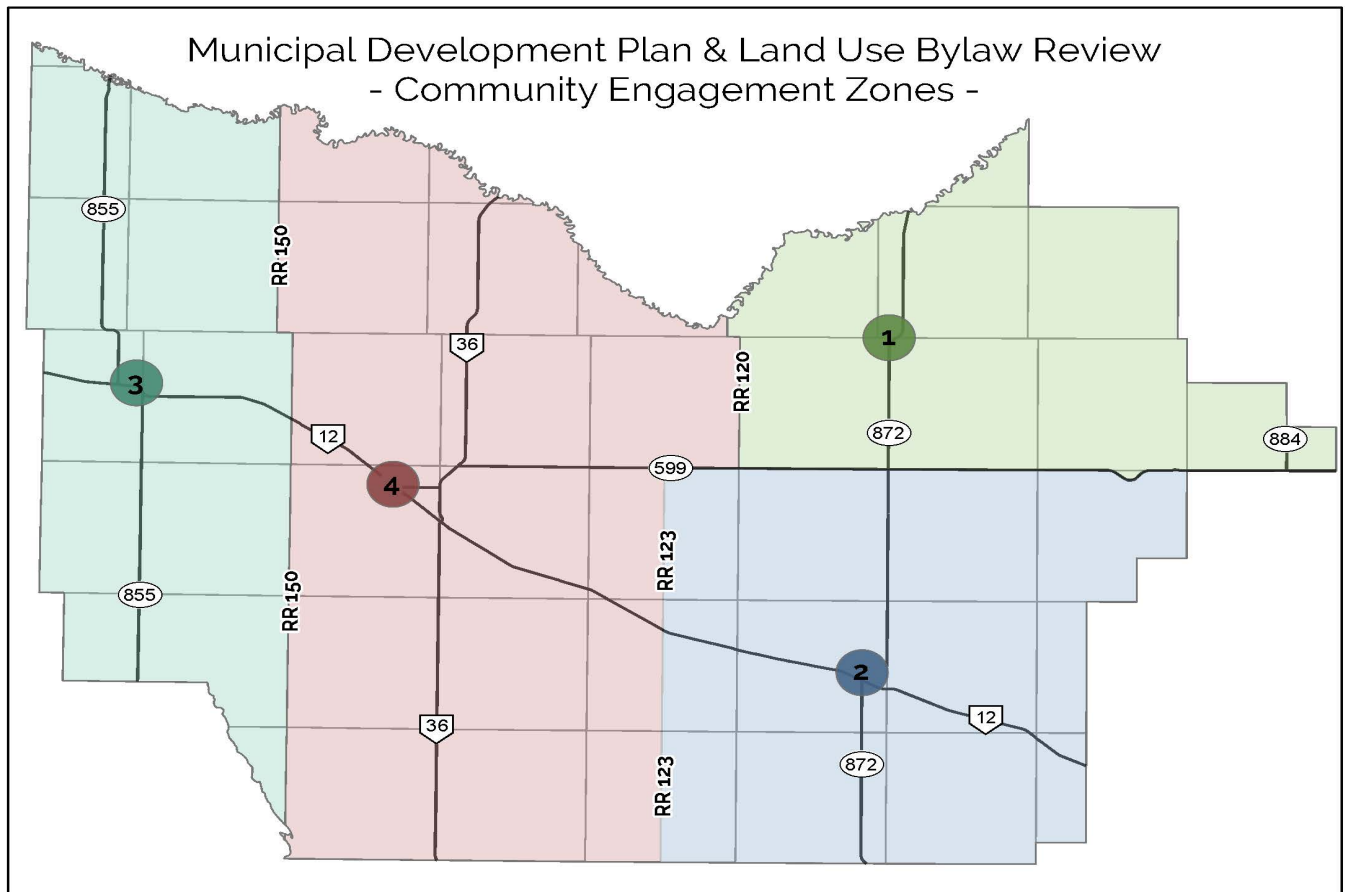 Municipal Development Plan & Land Use Bylaw Review
- Community Engagement Zones -
855
RR 150
36
1
3
RR 120
12
872
884
599
4
RR 123
855
RR 150
2
12
36
872
RR 123